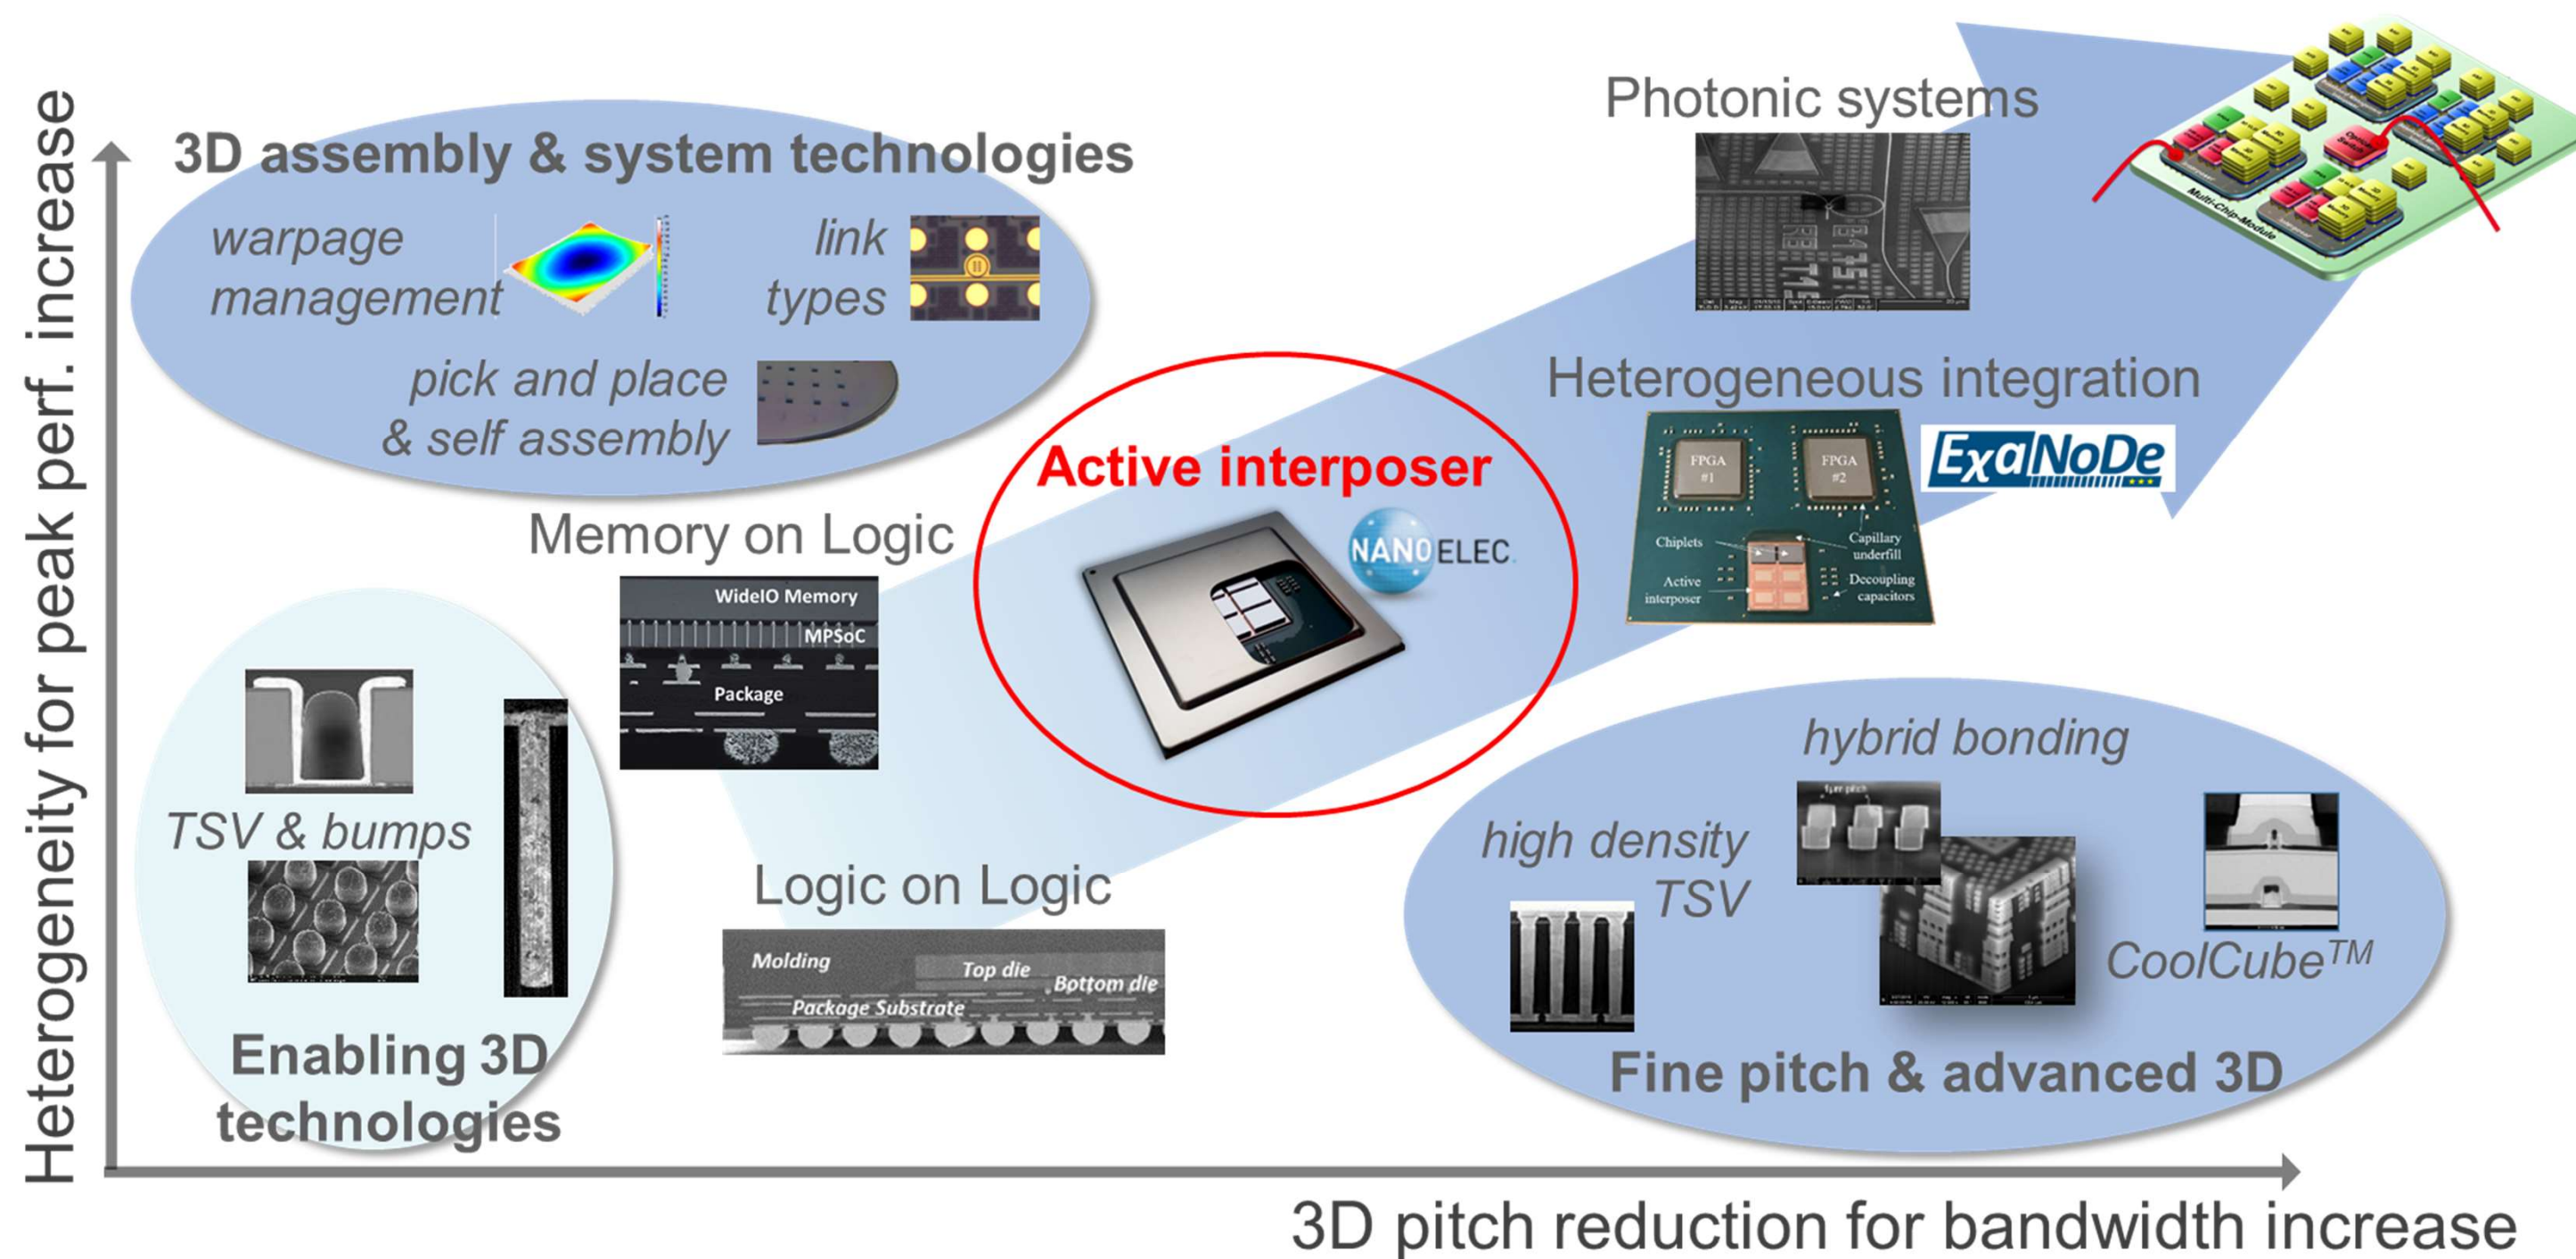 Heterogeneity for peak perf. increase
3D assembly & system technologies
warpage
management
link
types
pick and place
& self assembly
Photonic systems
Multi-Chip-Module
Optical
Switch
Heterogeneous integration
ExaNoDe
FPGA
#1
FPGA
#2
Chiplets
Capillary
underfill
Active
interposer
Decoupling
capacitors
Active interposer
NANOELEC.
Memory on Logic
WideIO Memory
MPSoC
Package
TSV & bumps
Enabling 3D
technologies
Logic on Logic
Molding
Top die
Bottom die
Package Substrate
hybrid bonding
1µm pitch
high density
TSV
CoolCube™
Fine pitch & advanced 3D
3D pitch reduction for bandwidth increase